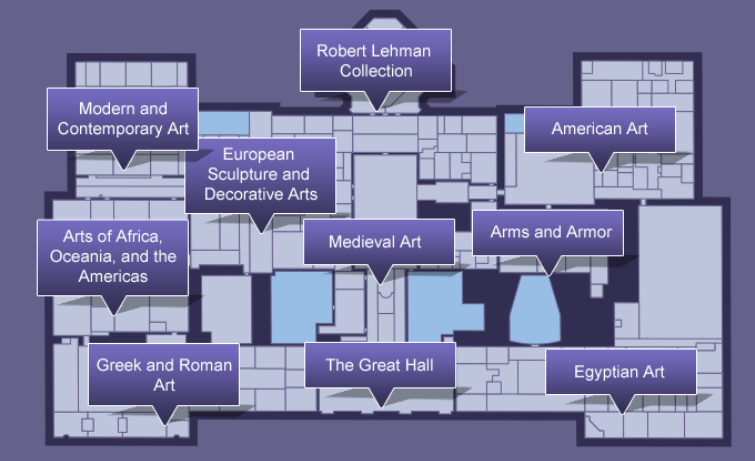 Robert Lehman
Collection
Modern and
Contemporary Art
American Art
European
Sculpture and
Decorative Arts
Arts of Africa,
Oceania, and the
Americas
Medieval Art
Arms and Armor
Greek and Roman
Art
The Great Hall
Egyptian Art